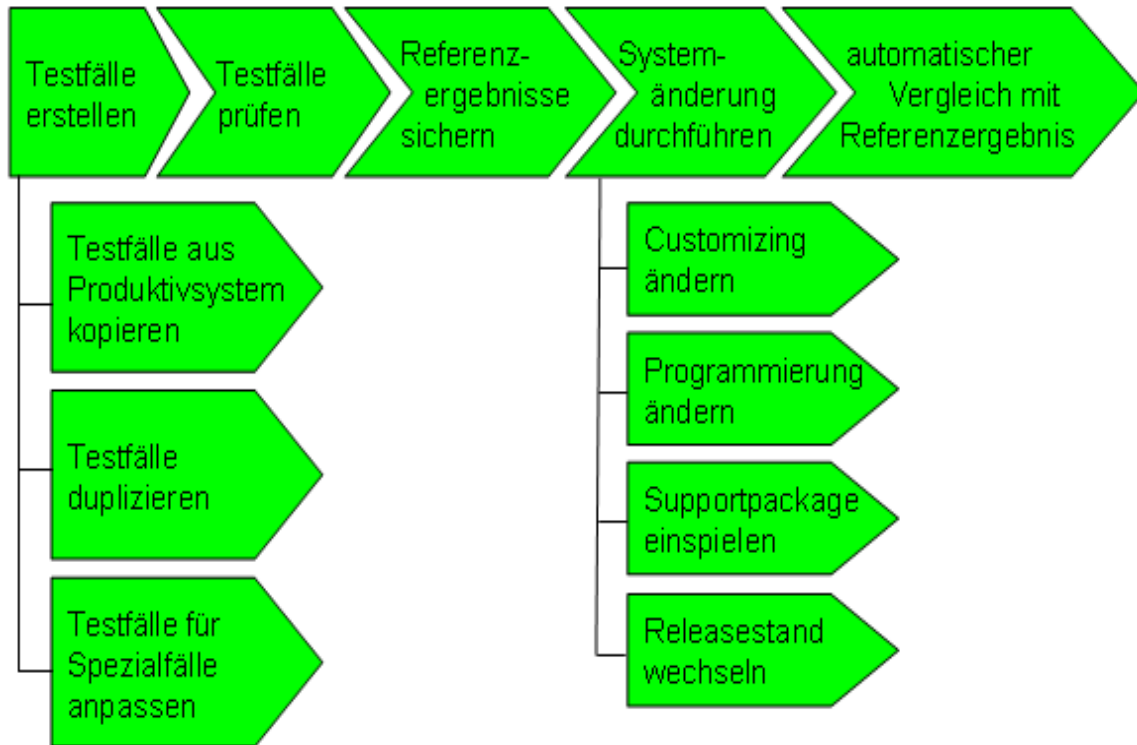 Testfälle
erstellen
Testfälle
prüfen
Referenz-
ergebnisse
sichern
System-
änderung
durchführen
automatischer
Vergleich mit
Referenzergebnis
Testfälle aus
Produktivsystem
kopieren
Testfälle
duplizieren
Testfälle für
Spezialfälle
anpassen
Customizing
ändern
Programmierung
ändern
Supportpackage
einspielen
Releasestand
wechseln